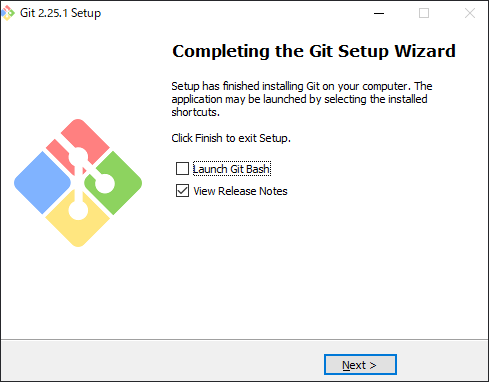 Git 2.25.1 Setup
Completing the Git Setup Wizard
Setup has finished installing Git on your computer. The
application may be launched by selecting the installed
shortcuts.
Click Finish to exit Setup.
Launch Git Bash
View Release Notes
Next >